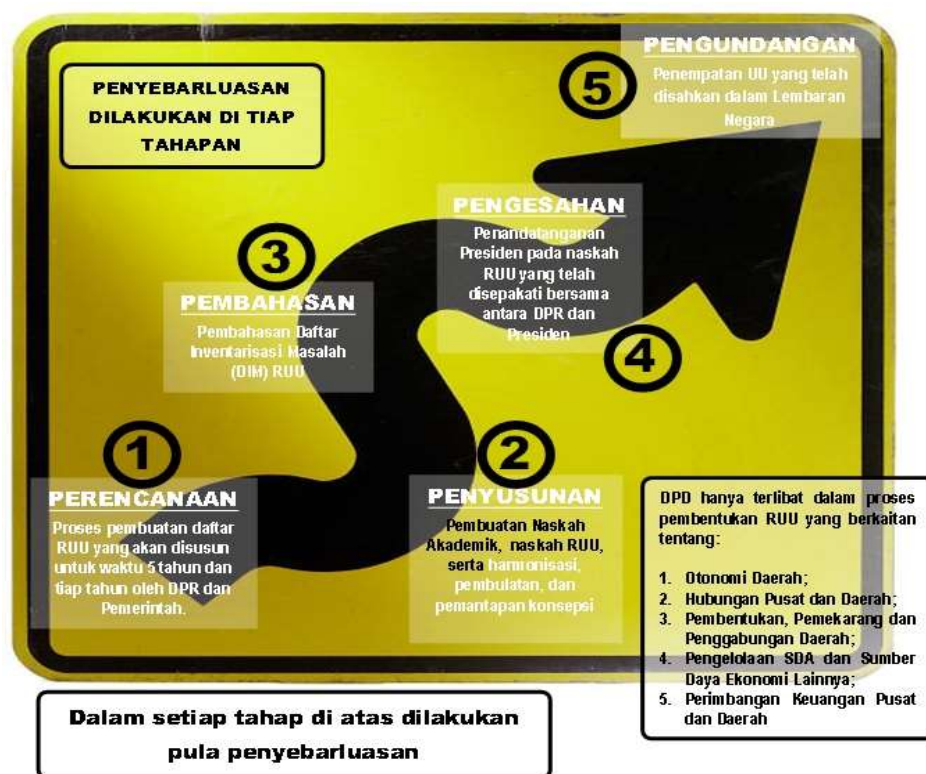 PENYEBARLUASAN
DILAKUKAN DI TIAP
TAHAPAN
1
PERENCANAAN
Proses pembuatan daftar
RUU yang akan disusun
untuk waktu 5 tahun dan
tiap tahun oleh DPR dan
Pemerintah.
2
PENYUSUNAN
Pembuatan Naskah
Akademik, naskah RUU,
serta harmonisasi,
pembulatan, dan
pemantapan konsepsi
3
PEMBAHASAN
Pembahasan Daftar
Inventarisasi Masalah
(DIM) RUU
4
PENGESAHAN
Penandatanganan
Presiden pada naskah
RUU yang telah
disepakati bersama
antara DPR dan
Presiden
5
PENGUNDANGAN
Penempatan UU yang telah
disahkan dalam Lembaran
Negara
DPD hanya terlibat dalam proses
pembentukan RUU yang berkaitan
tentang:
1. Otonomi Daerah;
2. Hubungan Pusat dan Daerah;
3. Pembentukan, Pemekarang dan
Penggabungan Daerah;
4. Pengelolaan SDA dan Sumber
Daya Ekonomi Lainnya;
5. Perimbangan Keuangan Pusat
dan Daerah
Dalam setiap tahap di atas dilakukan
pula penyebarluasan